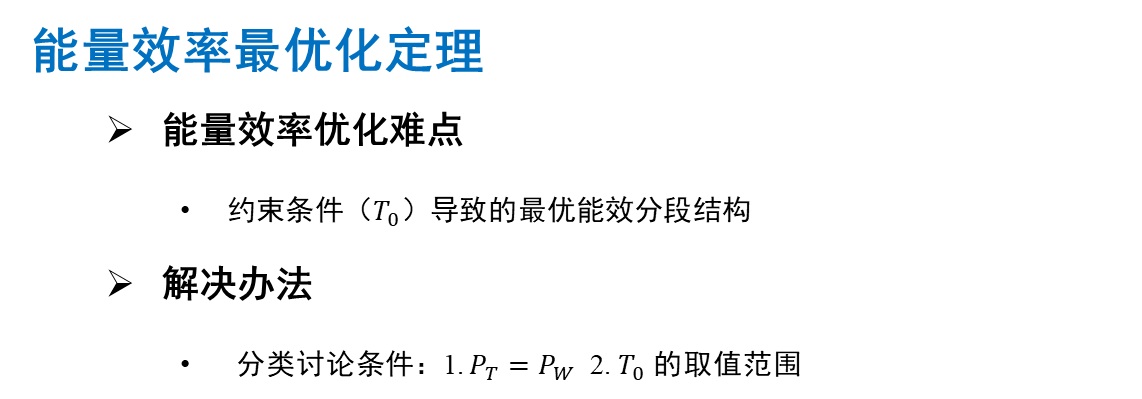 能量效率最优化定理
➢ 能量效率优化难点
• 约束条件（T₀）导致的最优能效分段结构
➢ 解决办法
• 分类讨论条件：1. P_T = P_W 2. T₀ 的取值范围